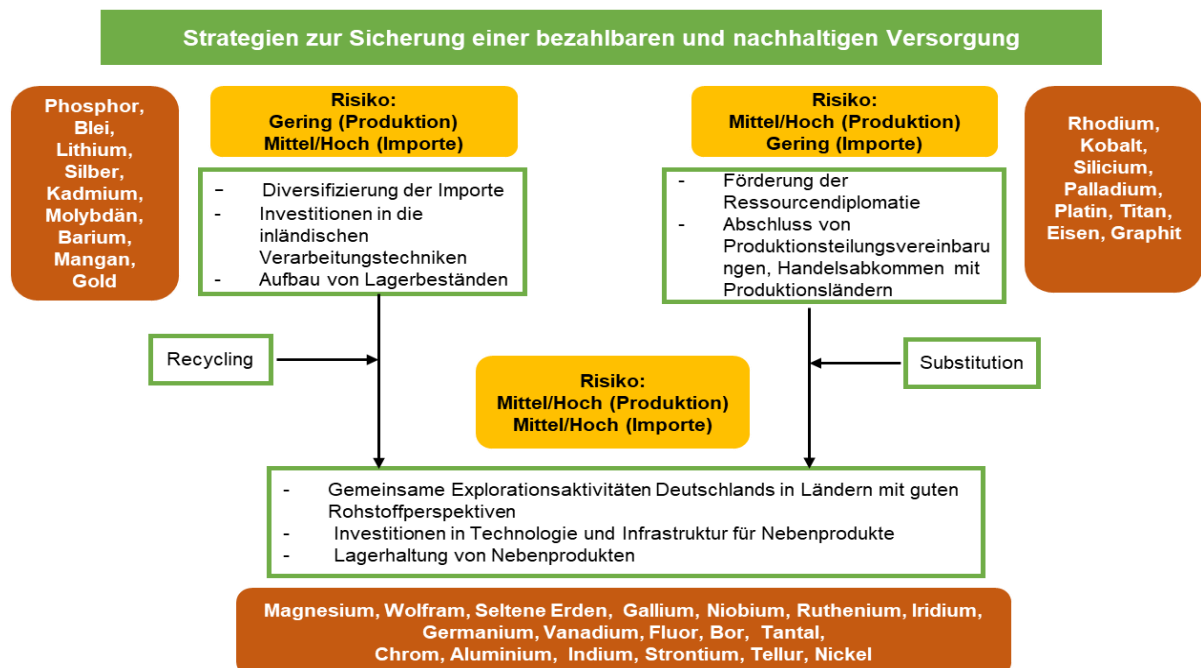 Strategien zur Sicherung einer bezahlbaren und nachhaltigen Versorgung
Phosphor,
Blei,
Lithium,
Silber,
Kadmium,
Molybdän,
Barium,
Mangan,
Gold
Risiko:
Gering (Produktion)
Mittel/Hoch (Importe)
- Diversifizierung der Importe
- Investitionen in die
inländischen
Verarbeitungstechniken
- Aufbau von Lagerbeständen
Risiko:
Mittel/Hoch (Produktion)
Gering (Importe)
- Förderung der
Ressourcendiplomatie
- Abschluss von
Produktionsteilungsvereinbaru
ngen, Handelsabkommen mit
Produktionsländern
Rhodium,
Kobalt,
Silicium,
Palladium,
Platin, Titan,
Eisen, Graphit
Recycling
Substitution
Risiko:
Mittel/Hoch (Produktion)
Mittel/Hoch (Importe)
- Gemeinsame Explorationsaktivitäten Deutschlands in Ländern mit guten
Rohstoffperspektiven
- Investitionen in Technologie und Infrastruktur für Nebenprodukte
- Lagerhaltung von Nebenprodukten
Magnesium, Wolfram, Seltene Erden, Gallium, Niobium, Ruthenium, Iridium,
Germanium, Vanadium, Fluor, Bor, Tantal,
Chrom, Aluminium, Indium, Strontium, Tellur, Nickel